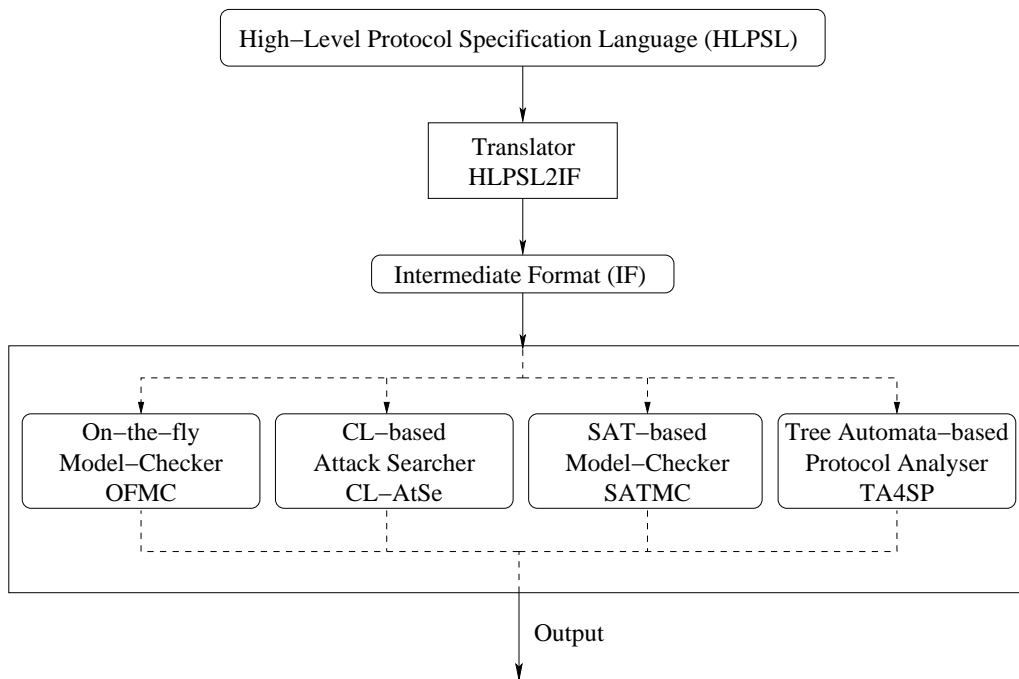 High−Level Protocol Specification Language (HLPSL)
Translator
HLPSL2IF
Intermediate Format (IF)
On−the−fly
Model−Checker
OFMC
CL−based
Attack Searcher
CL−AtSe
SAT−based
Model−Checker
SATMC
Tree Automata−based
Protocol Analyser
TA4SP
Output